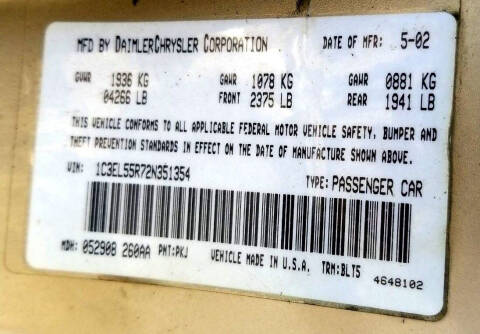 MFD BY DAIMLERCHRYSLER CORPORATION DATE OF MFR: 5-02
GVWR 1936 KG GAWR 1078 KG GAWR 0881 KG
04266 LB FRONT 2375 LB REAR 1941 LB
THIS VEHICLE CONFORMS TO ALL APPLICABLE FEDERAL MOTOR VEHICLE SAFETY, BUMPER AND
THEFT PREVENTION STANDARDS IN EFFECT ON THE DATE OF MANUFACTURE SHOWN ABOVE.
VIN: 1C3EL55R72N351354 TYPE: PASSENGER CAR
MDH: 052908 260AA PNT:PKJ VEHICLE MADE IN U.S.A. TRM:BLT5
4648102